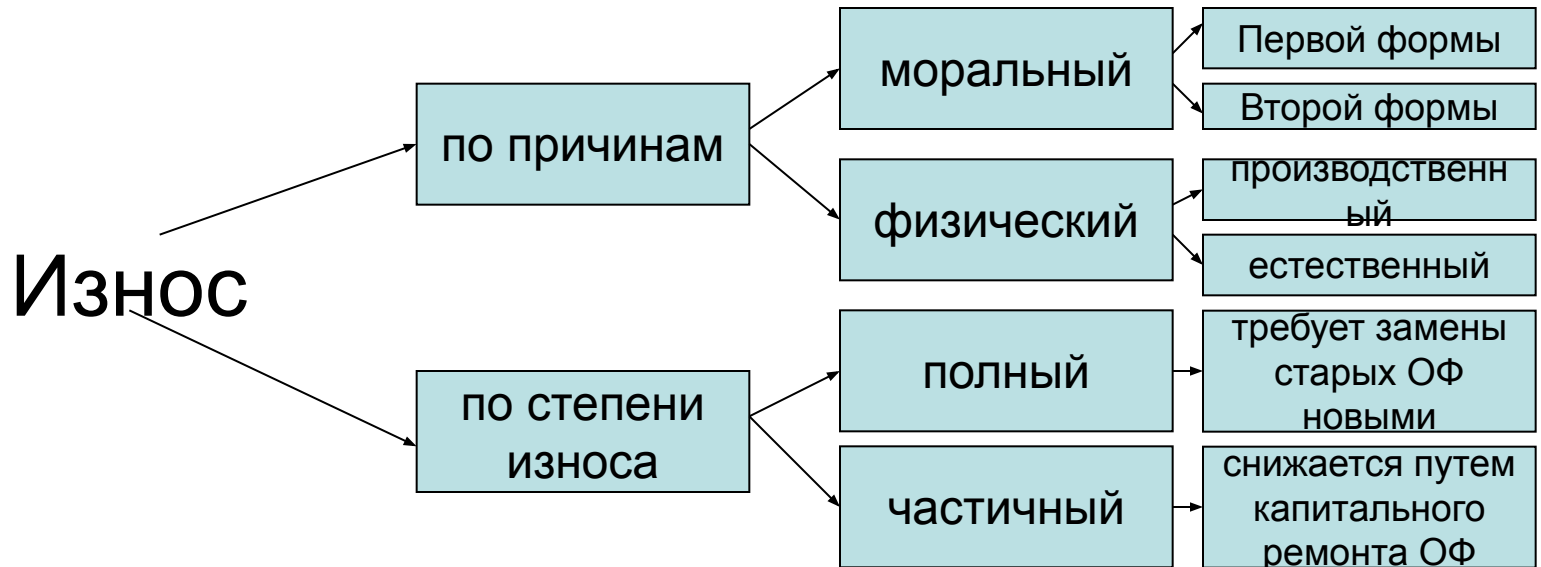 Износ
по причинам
моральный
Первой формы
Второй формы
физический
производственн
ый
естественный
по степени
износа
полный
требует замены
старых ОФ
новыми
частичный
снижается путем
капитального
ремонта ОФ